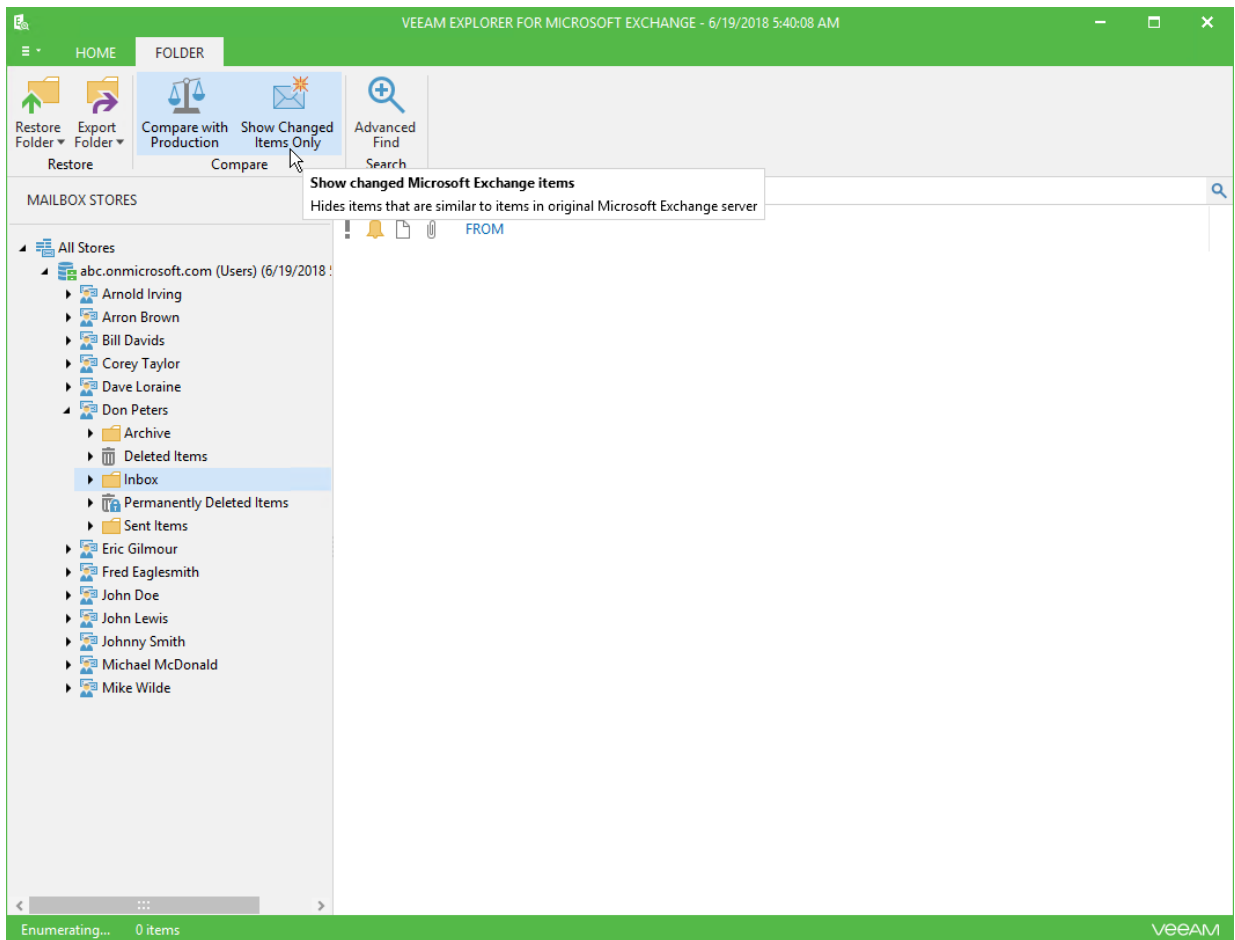 VEEAM EXPLORER FOR MICROSOFT EXCHANGE - 6/19/2018 5:40:08 AM
HOME FOLDER
Restore Folder
Export Folder
Compare with Production
Show Changed Items Only
Advanced Find
Restore Compare Search
Show changed Microsoft Exchange items
Hides items that are similar to items in original Microsoft Exchange server
MAILBOX STORES
FROM
All Stores
abc.onmicrosoft.com (Users) (6/19/2018
Arnold Irving
Arron Brown
Bill Davids
Corey Taylor
Dave Loraine
Don Peters
Archive
Deleted Items
Inbox
Permanently Deleted Items
Sent Items
Eric Gilmour
Fred Eaglesmith
John Doe
John Lewis
Johnny Smith
Michael McDonald
Mike Wilde
Enumerating... 0 items
veeam